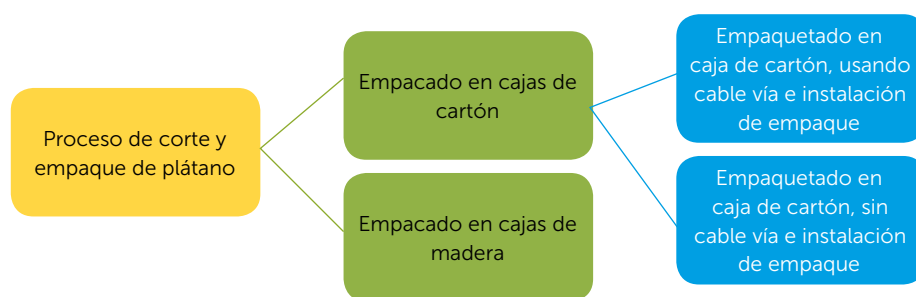 Proceso de corte y
empaque de plátano
Empacado en cajas de
cartón
Empacado en cajas de
madera
Empaquetado en
caja de cartón, usando
cable vía e instalación
de empaque
Empaquetado en
caja de cartón, sin
cable vía e instalación
de empaque